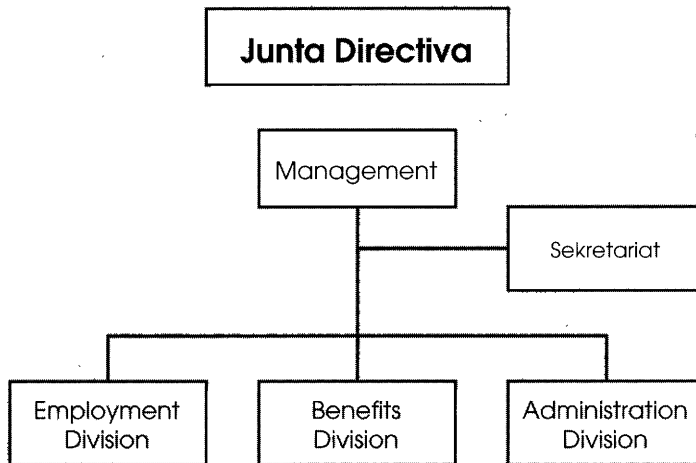 Junta Directiva
Management
Sekretariat
Employment
Division
Benefits
Division
Administration
Division